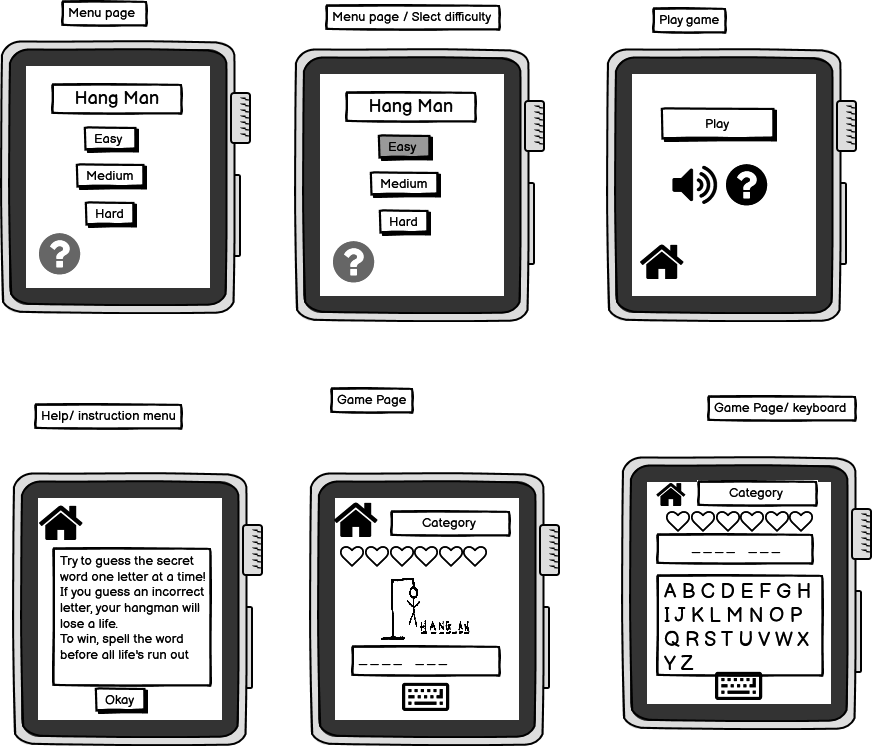 Menu page
Menu page / Slect difficulty
Play game
Hang Man
Easy
Medium
Hard
?
Hang Man
Easy
Medium
Hard
?
Play
?
Help/ instruction menu
Game Page
Game Page/ keyboard
Try to guess the secret
word one letter at a time!
If you guess an incorrect
letter, your hangman will
lose a life.
To win, spell the word
before all life's run out
Okay
Category
____ ___
Category
____ ___
A B C D E F G H
I J K L M N O P
Q R S T U V W X
Y Z